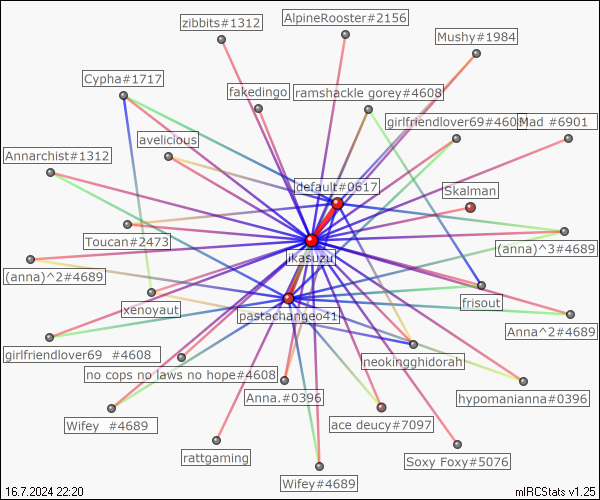 zibbits#1312
AlpineRooster#2156
Mushy#1984
Cypha#1717
fakedingo
ramshackle gorey#4608
girlfriendlover69#4608
Mad #6901
avelicious
Annarchist#1312
default#0617
Skalman
Toucan#2473
ikasuzu
(anna)^3#4689
(anna)^2#4689
xenoyaut
pastachangeo41
frisout
Anna^2#4689
girlfriendlover69 #4608
neokingghidorah
no cops no laws no hope#4608
Anna.#0396
hypomanianna#0396
Wifey #4689
ace deucy#7097
rattgaming
Soxy Foxy#5076
Wifey#4689
16.7.2024 22:20
mIRCStats v1.25